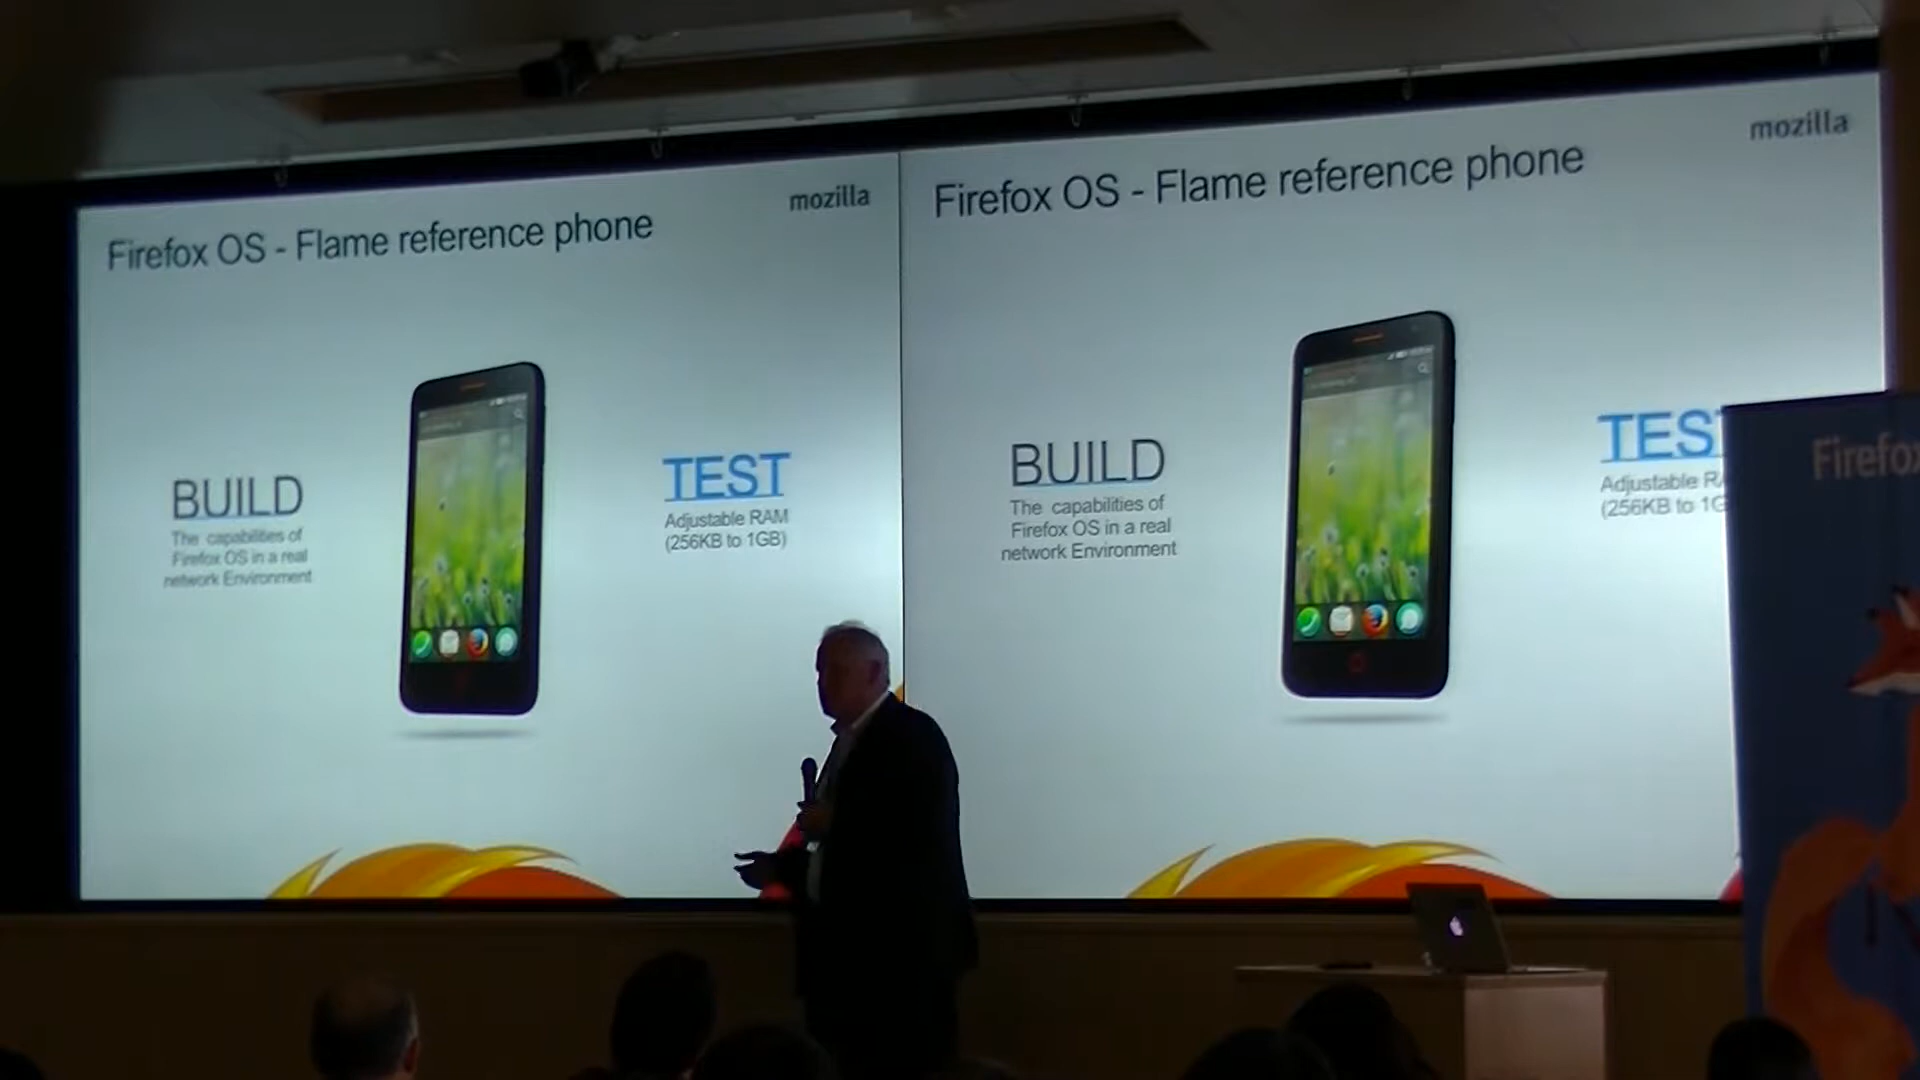 mozilla
Firefox OS - Flame reference phone
BUILD
The capabilities of
Firefox OS in a real
network Environment
TEST
Adjustable RAM
(256KB to 1GB)
mozilla
Firefox OS - Flame reference phone
BUILD
The capabilities of
Firefox OS in a real
network Environment
TES
Adjustable
(256KB to 1G
Firefox